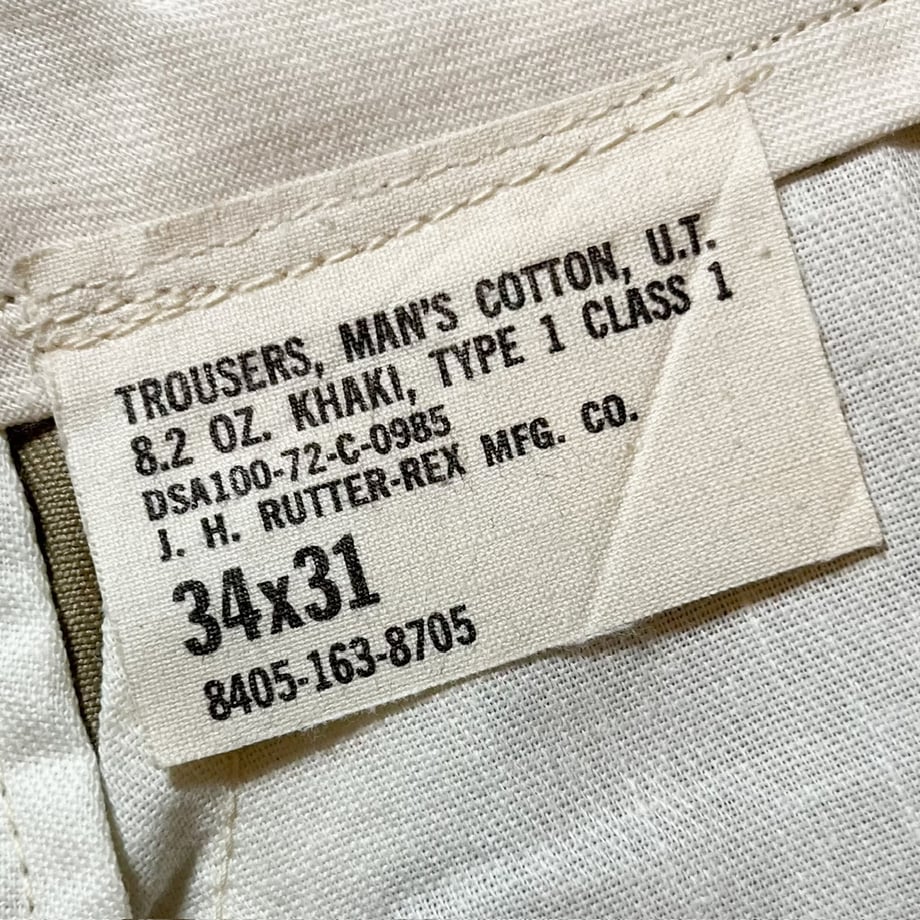 TROUSERS, MAN'S COTTON, U.T.
8.2 OZ. KHAKI, TYPE 1 CLASS 1
DSA100-72-C-0985
J. H. RUTTER-REX MFG. CO.
34x31
8405-163-8705